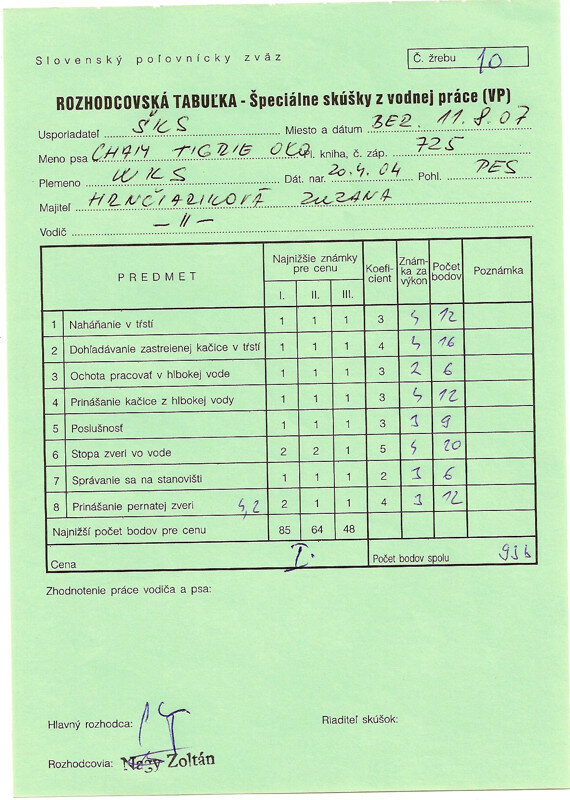 Slovenský poľovnícky zväz
Č. žrebu 10
ROZHODCOVSKÁ TABUĽKA - Špeciálne skúšky z vodnej práce (VP)
Usporiadateľ ŠKS Miesto a dátum BER. 11.8.07
Meno psa CHAM TIGRIE OKO Pl. kniha, č. záp. 725
Plemeno WKS Dát. nar. 20.4.04 Pohl. PES
Majiteľ HRNČIARIKOVÁ ZUZANA
Vodič - II -
PREDMET Najnižšie známky pre cenu Koeficient Známka za výkon Počet bodov Poznámka
I. II. III.
1 Naháňanie v tŕstí 1 1 1 3 4 12
2 Dohľadávanie zastrelenej kačice v tŕstí 1 1 1 4 4 16
3 Ochota pracovať v hlbokej vode 1 1 1 3 2 6
4 Prinášanie kačice z hlbokej vody 1 1 1 3 4 12
5 Poslušnosť 1 1 1 3 3 9
6 Stopa zveri vo vode 2 2 1 5 4 20
7 Správanie sa na stanovišti 1 1 1 2 3 6
8 Prinášanie pernatej zveri 4,2 2 1 1 4 3 12
Najnižší počet bodov pre cenu 85 64 48
Cena I. Počet bodov spolu 93 b
Zhodnotenie práce vodiča a psa:
Hlavný rozhodca: Riaditeľ skúšok:
Rozhodcovia: Nagy Zoltán